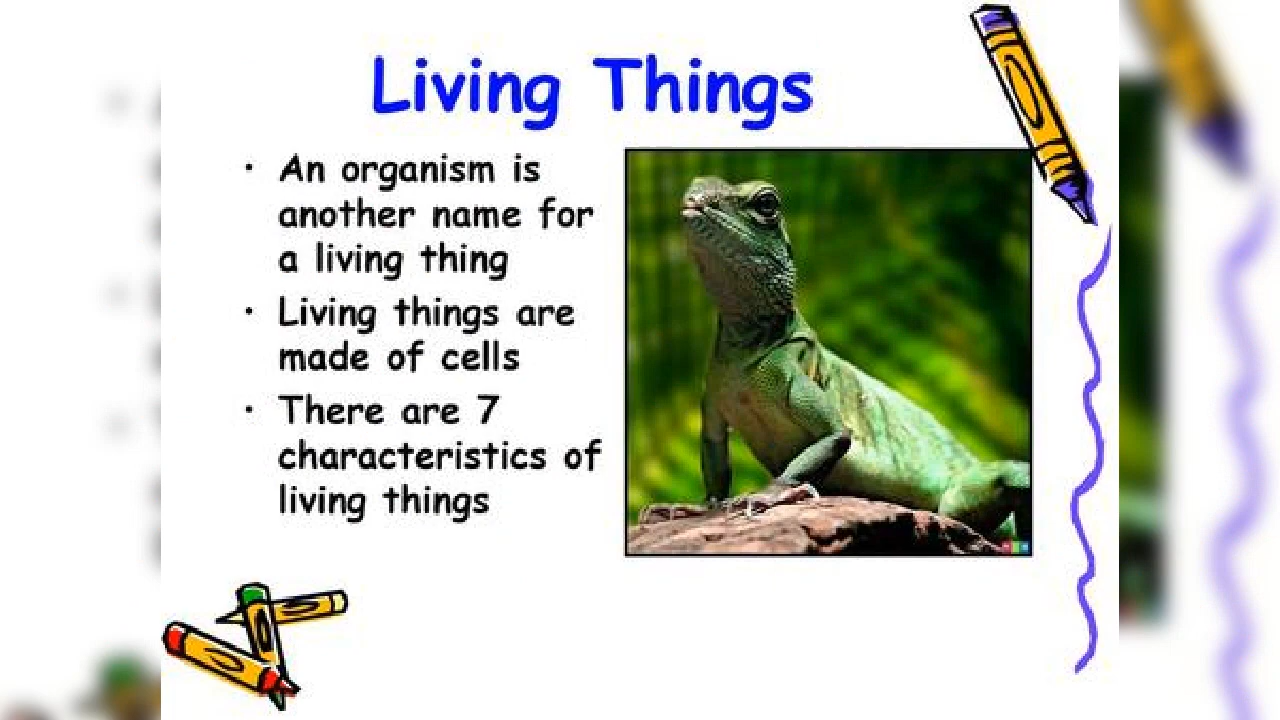 Living Things
• An organism is
another name for
a living thing
• Living things are
made of cells
• There are 7
characteristics of
living things